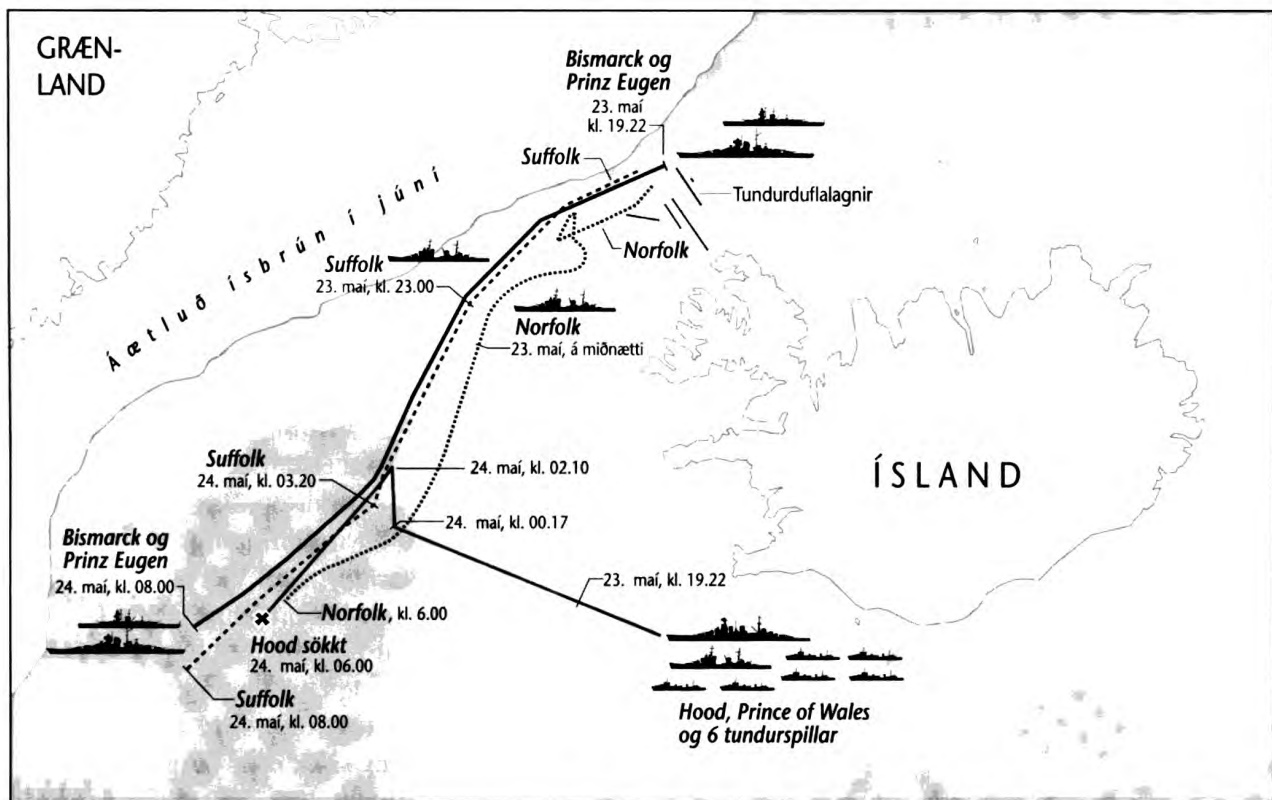 GRÆN-
LAND
Bismarck og
Prinz Eugen
23. maí
kl. 19.22
Suffolk
Tundurduflalagnir
Norfolk
Áætluð ísbrún í júní
Suffolk
23. maí, kl. 23.00
Norfolk
23. maí, á miðnætti
Suffolk
24. maí, kl. 03.20
24. maí, kl. 02.10
ÍSLAND
24. maí, kl. 00.17
Bismarck og
Prinz Eugen
24. maí, kl. 08.00
23. maí, kl. 19.22
Norfolk, kl. 6.00
Hood sökkt
24. maí, kl. 06.00
Suffolk
24. maí, kl. 08.00
Hood, Prince of Wales
og 6 tundurspillar